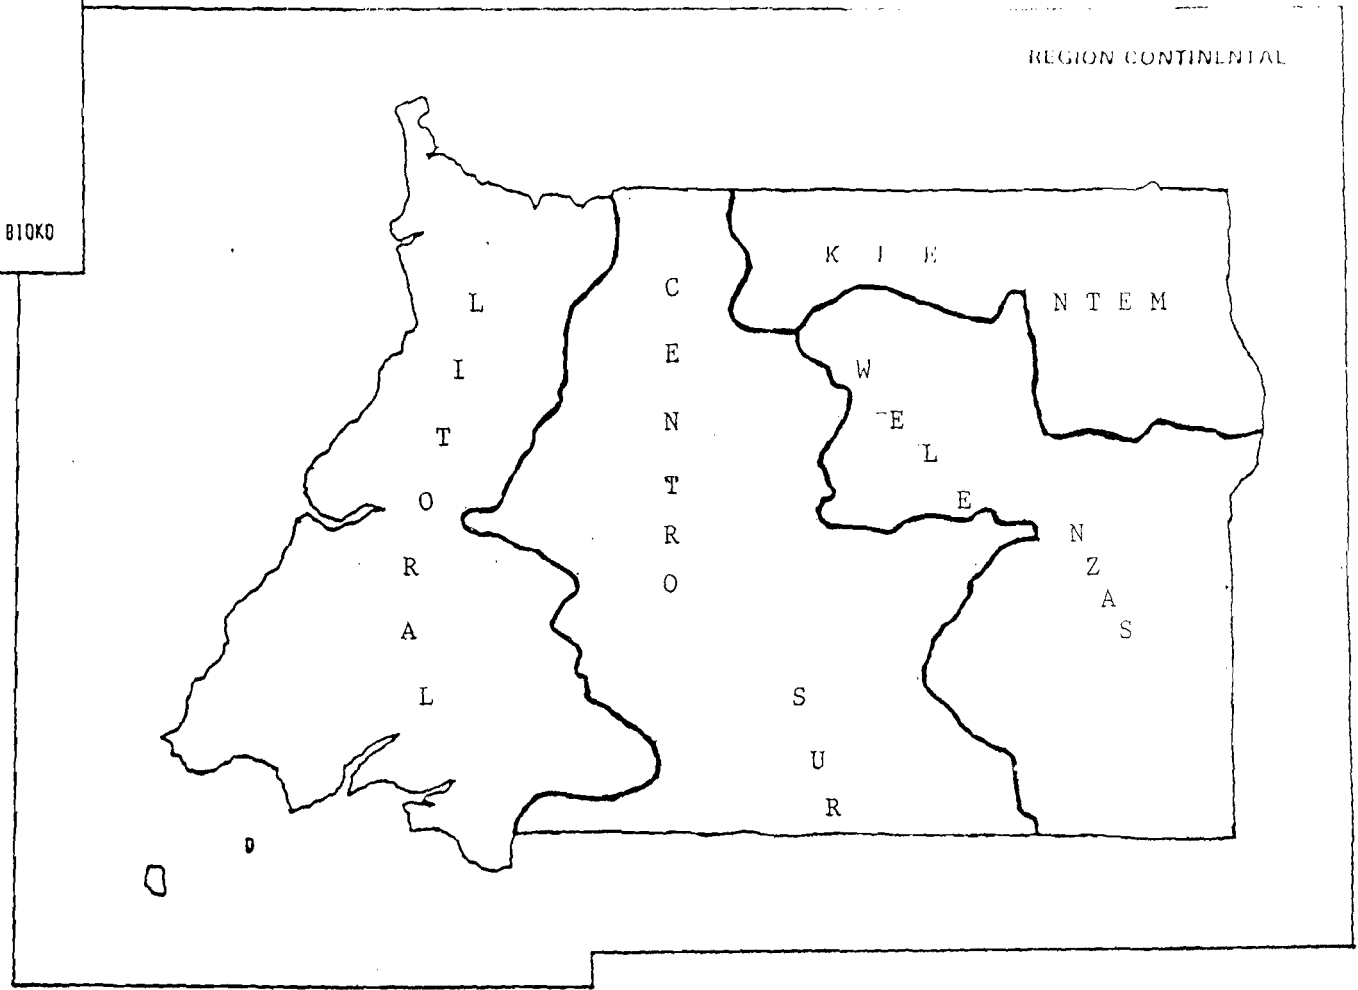 REGION CONTINENTAL
BIOKO
LITORAL
CENTRO
SUR
KIE
NTEM
WELE
NZAS